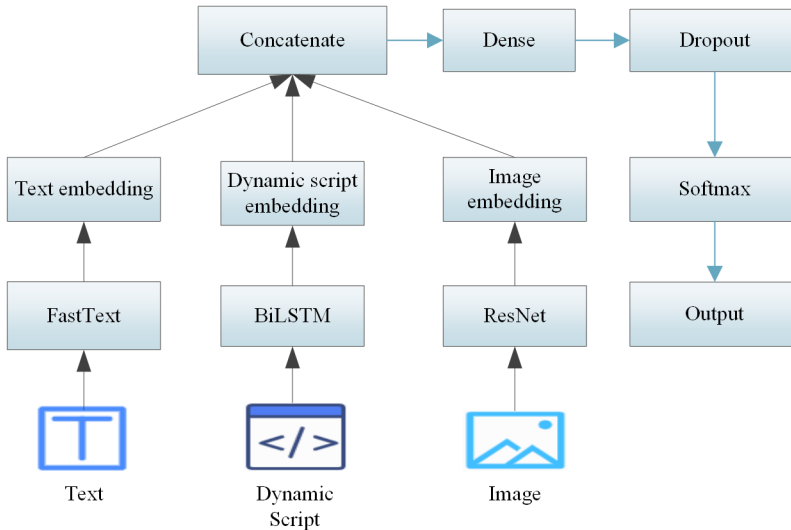 Concatenate
Dense
Dropout
Text embedding
Dynamic script
embedding
Image
embedding
Softmax
FastText
BiLSTM
ResNet
Output
T
</>
Text
Dynamic
Script
Image